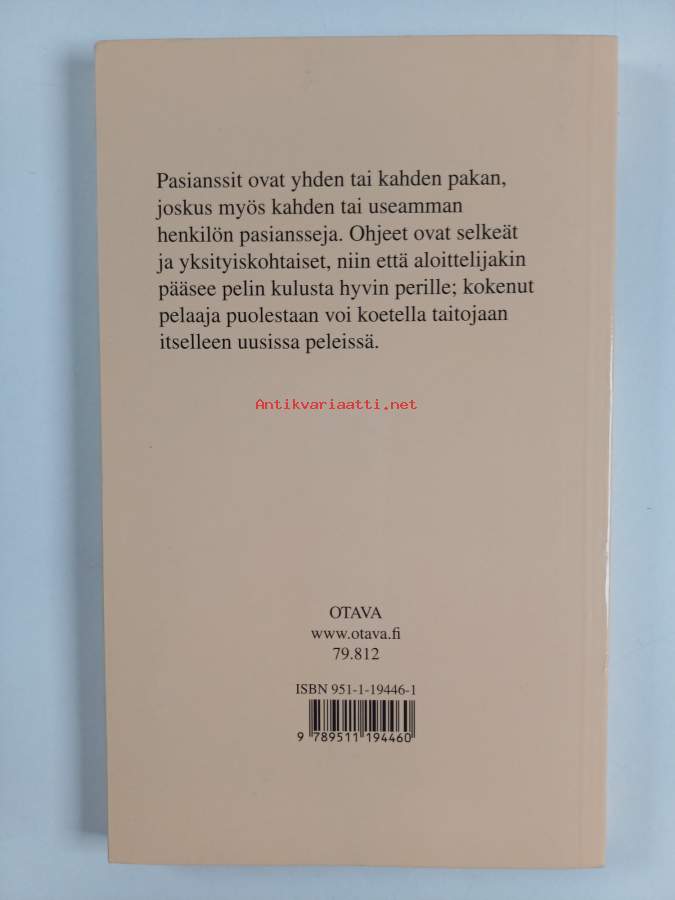 Pasianssit ovat yhden tai kahden pakan,
joskus myös kahden tai useamman
henkilön pasiansseja. Ohjeet ovat selkeät
ja yksityiskohtaiset, niin että aloittelijakin
pääsee pelin kulusta hyvin perille; kokenut
pelaaja puolestaan voi koetella taitojaan
itselleen uusissa peleissä.
Antikvariaatti.net
OTAVA
www.otava.fi
79.812
ISBN 951-1-19446-1
9 789511 194460